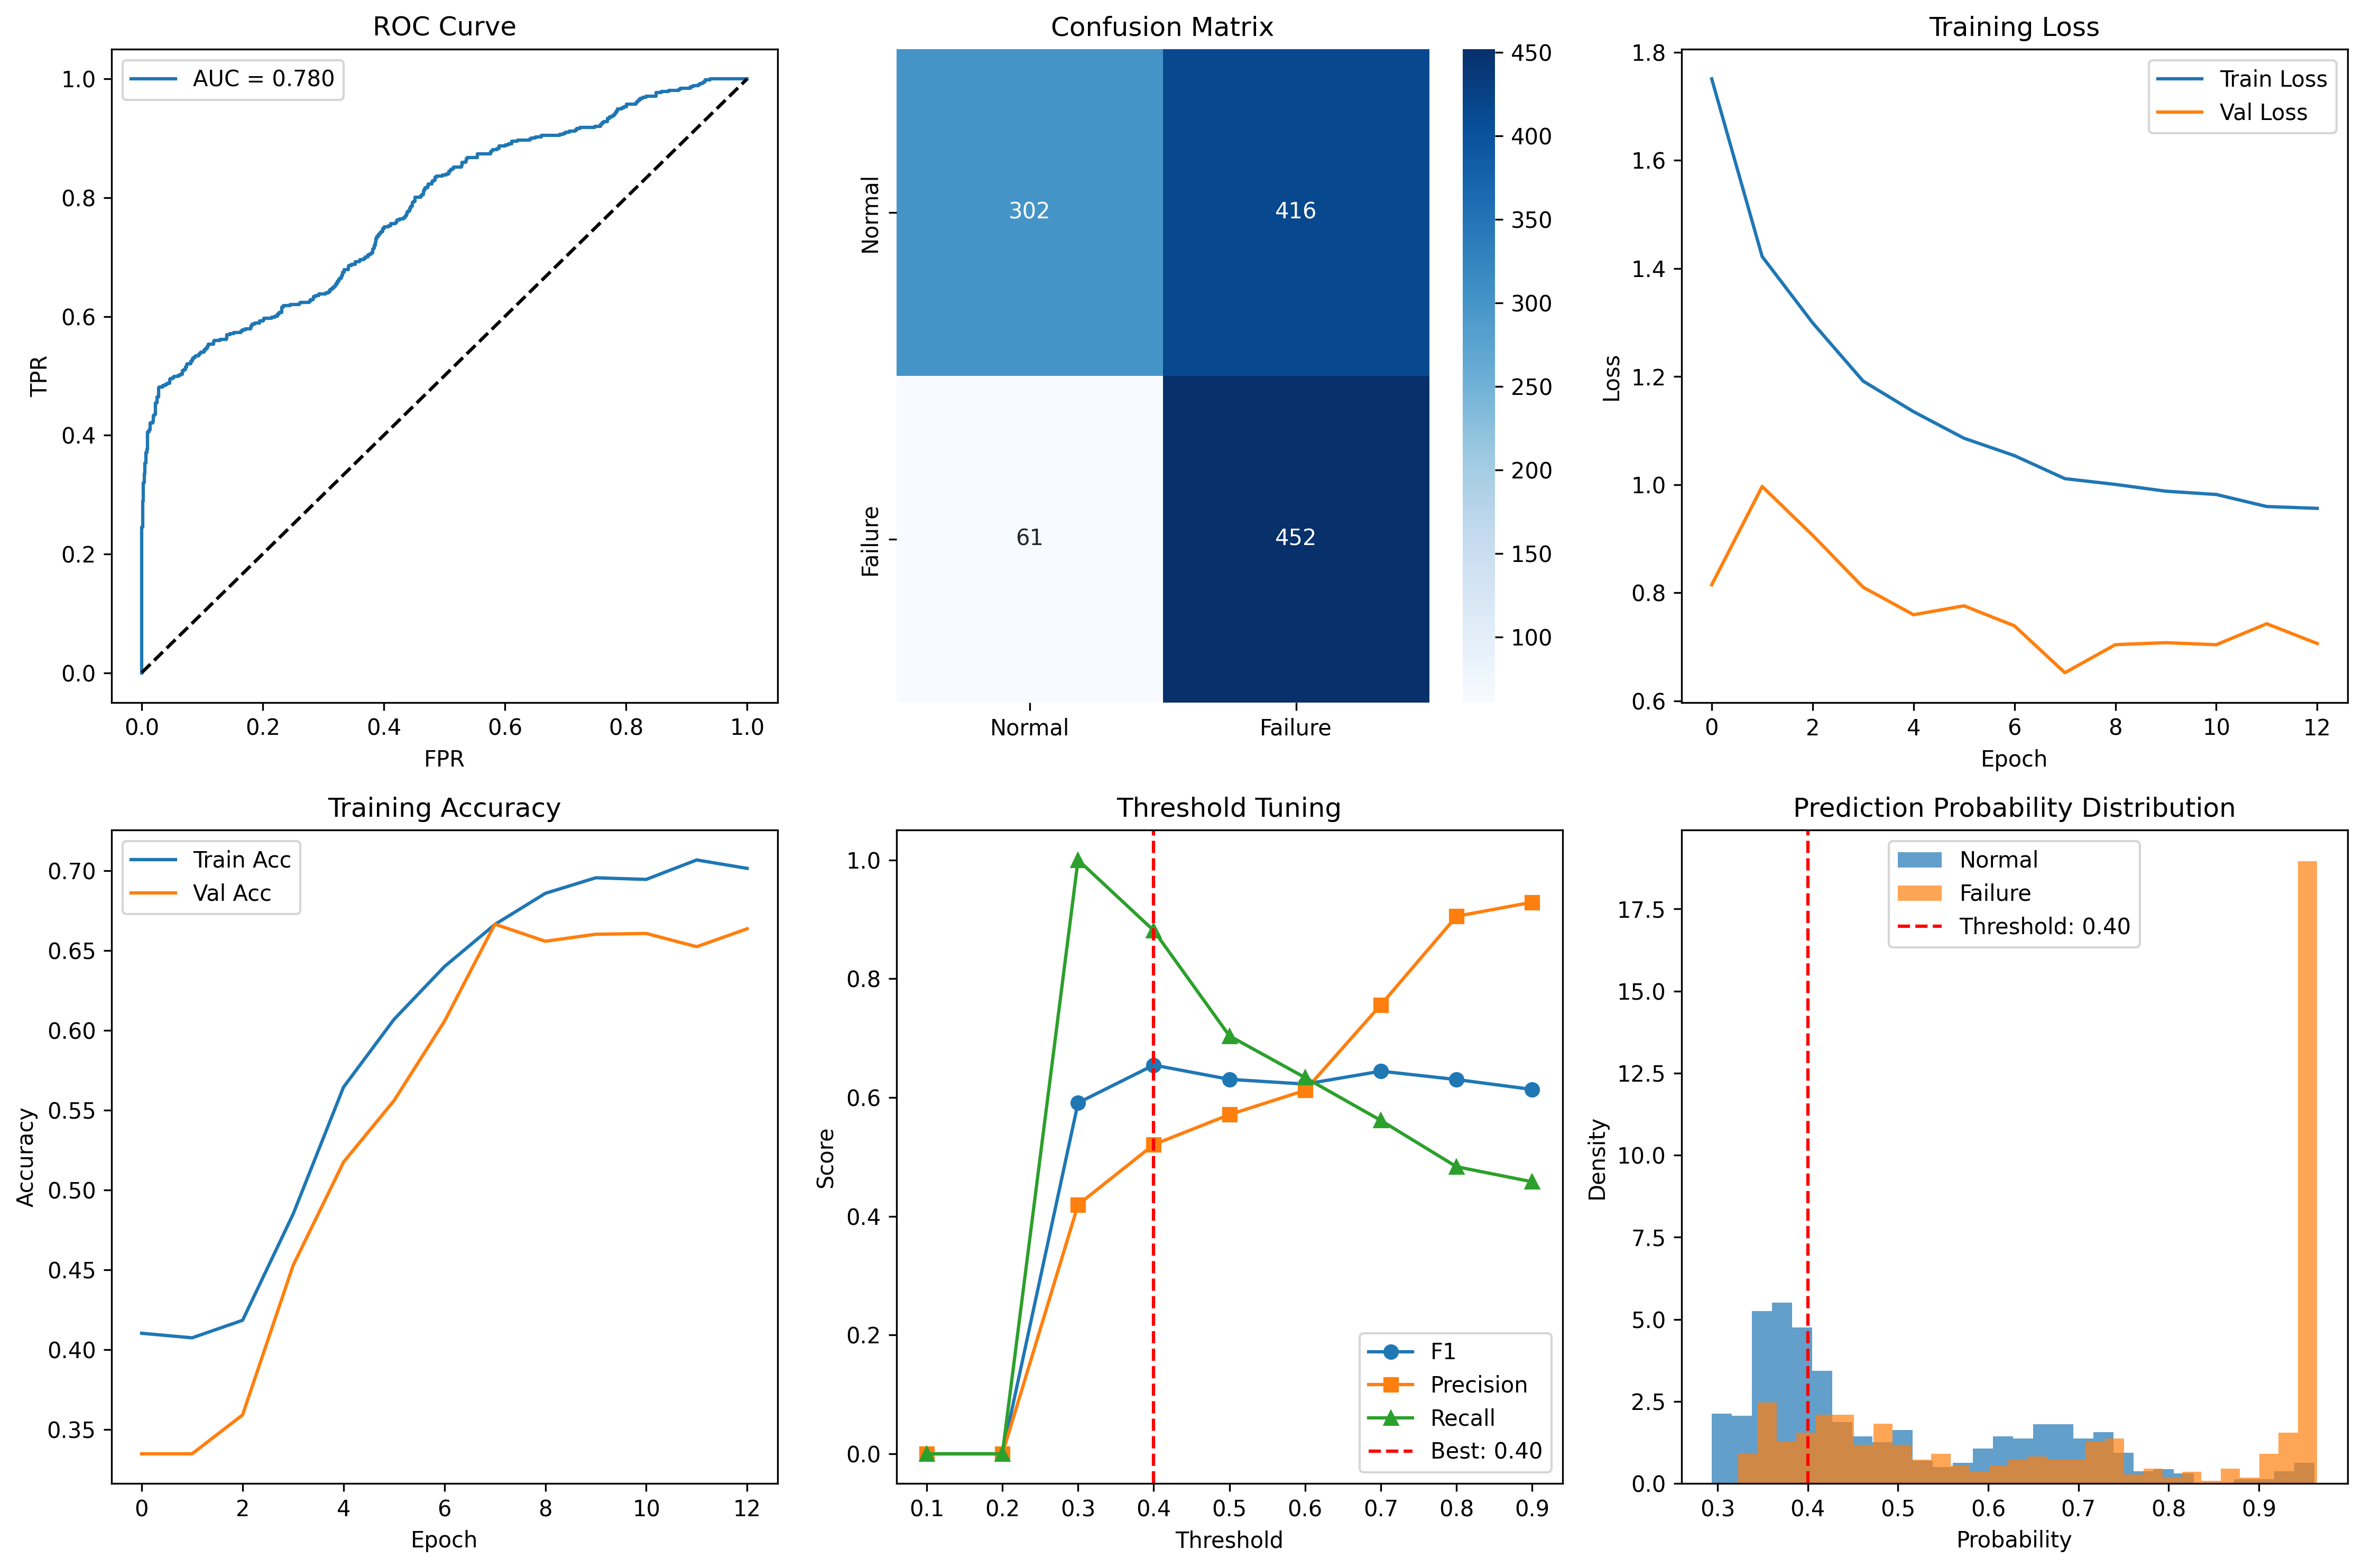 ROC Curve
AUC = 0.780
1.0
0.8
0.6
0.4
0.2
0.0
TPR
0.0 0.2 0.4 0.6 0.8 1.0
FPR
Confusion Matrix
Normal
Failure
302 416
61 452
Normal Failure
450
400
350
300
250
200
150
100
Training Loss
Train Loss
Val Loss
1.8
1.6
1.4
1.2
1.0
0.8
0.6
Loss
0 2 4 6 8 10 12
Epoch
Training Accuracy
Train Acc
Val Acc
0.70
0.65
0.60
0.55
0.50
0.45
0.40
0.35
Accuracy
0 2 4 6 8 10 12
Epoch
Threshold Tuning
1.0
0.8
0.6
0.4
0.2
0.0
Score
F1
Precision
Recall
Best: 0.40
0.1 0.2 0.3 0.4 0.5 0.6 0.7 0.8 0.9
Threshold
Prediction Probability Distribution
Normal
Failure
Threshold: 0.40
17.5
15.0
12.5
10.0
7.5
5.0
2.5
0.0
Density
0.3 0.4 0.5 0.6 0.7 0.8 0.9
Probability